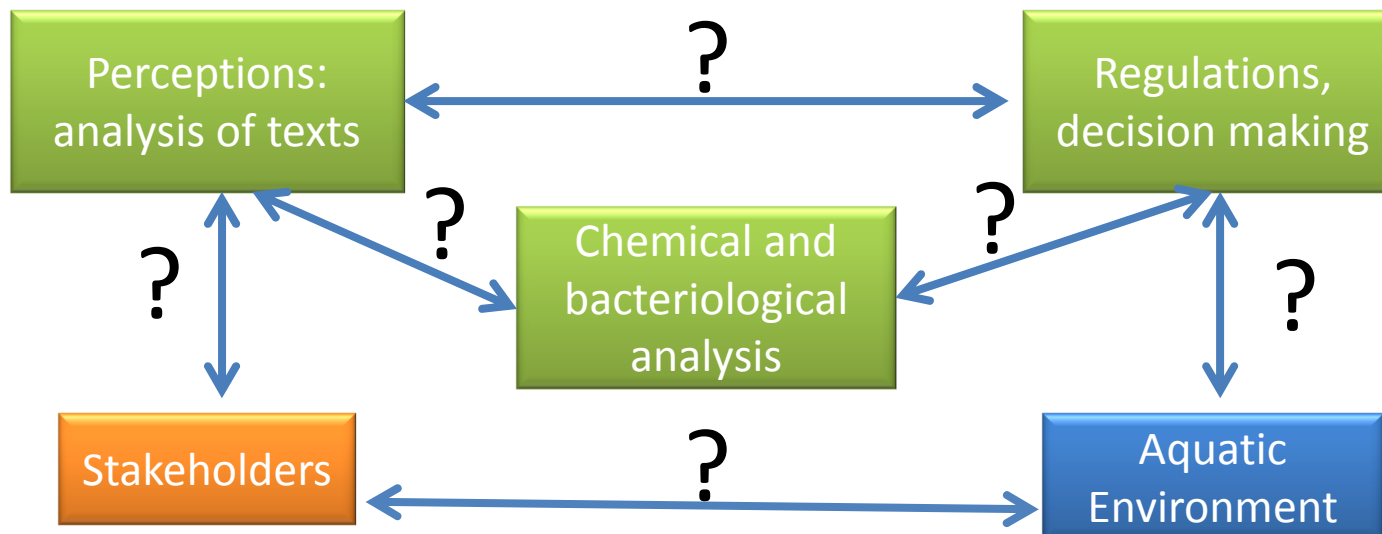 ?
Perceptions:
analysis of texts
Regulations,
decision making
?
?
Chemical and
bacteriological
analysis
?
?
Stakeholders
?
Aquatic
Environment